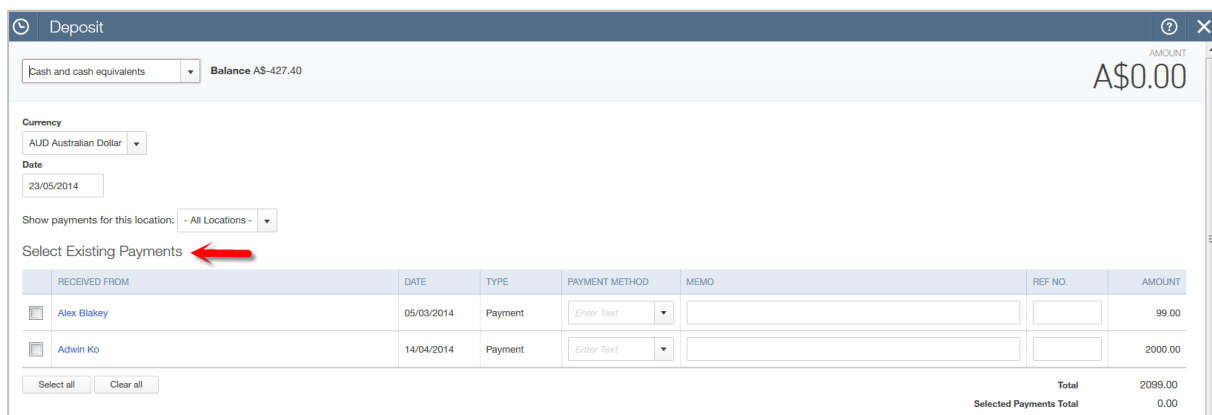 Deposit
AMOUNT
Cash and cash equivalents Balance A$-427.40 A$0.00
Currency
AUD Australian Dollar
Date
23/05/2014
Show payments for this location: - All Locations -
Select Existing Payments
RECEIVED FROM DATE TYPE PAYMENT METHOD MEMO REF NO. AMOUNT
Alex Blakey 05/03/2014 Payment Enter Text 99.00
Adwin Ko 14/04/2014 Payment Enter Text 2000.00
Select all Clear all Total 2099.00
Selected Payments Total 0.00